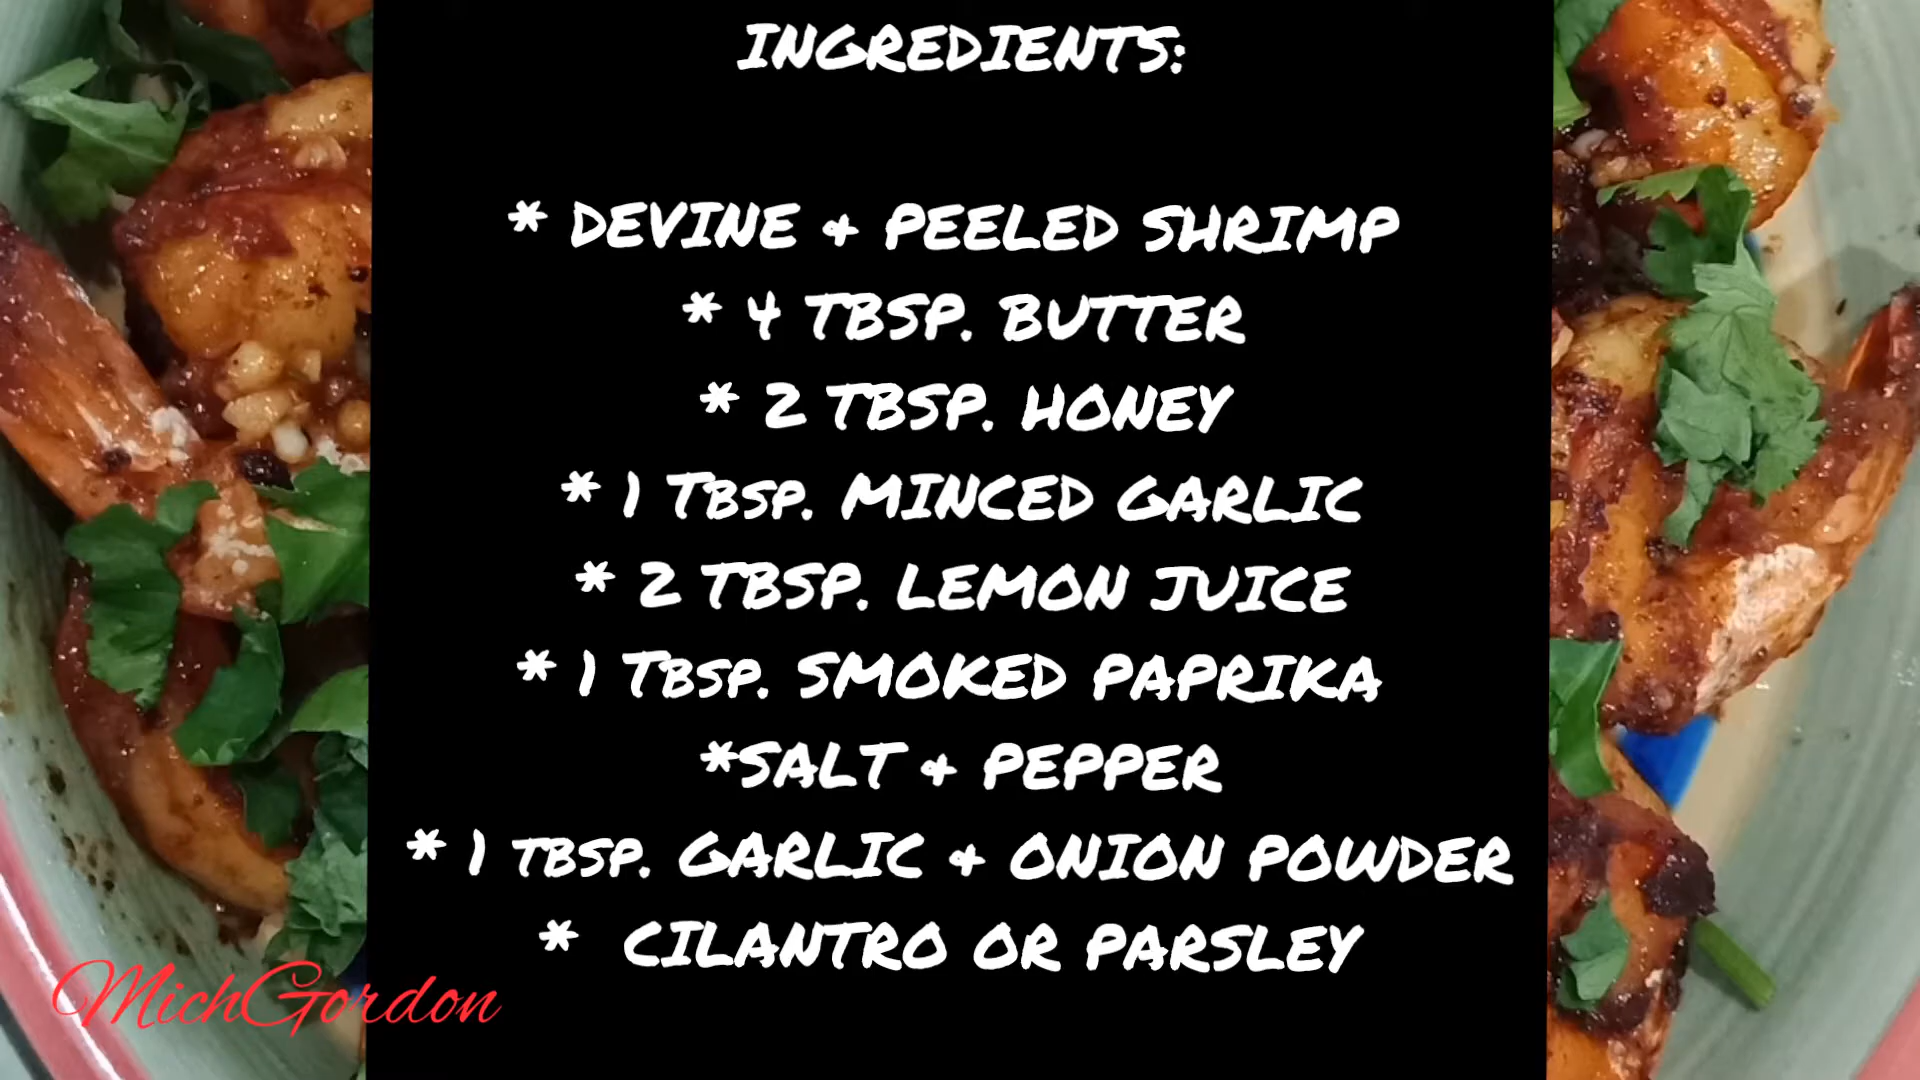 INGREDIENTS:
* DEVINE & PEELED SHRIMP
* 4 TBSP. BUTTER
* 2 TBSP. HONEY
* 1 TBSP. MINCED GARLIC
* 2 TBSP. LEMON JUICE
* 1 TBSP. SMOKED PAPRIKA
*SALT & PEPPER
* 1 TBSP. GARLIC & ONION POWDER
* CILANTRO OR PARSLEY
MichGordon